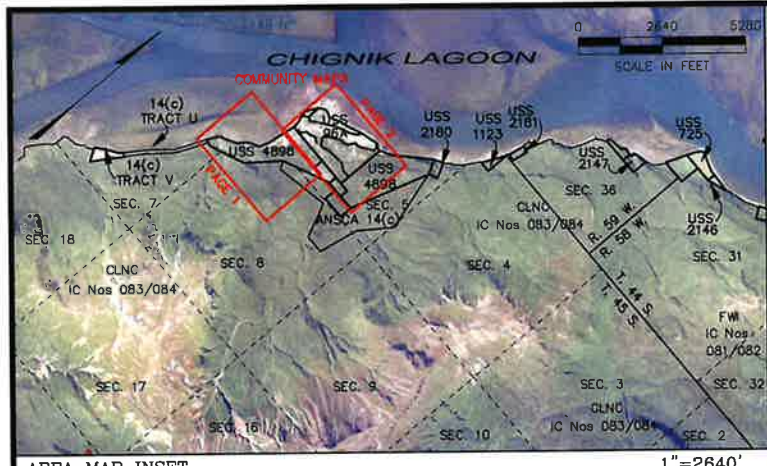 0 2640 5280
SCALE IN FEET
CHIGNIK LAGOON
COMMUNITY MAPS
PAGE 1
PAGE 2
14(c)
TRACT U
14(c)
TRACT V
USS 4898
USS
96A
USS
4898
USS
2180
USS
1123
USS
2181
USS
2147
USS
725
USS
2146
SEC. 7
SEC. 18
CLNC
IC Nos 083/084
SEC. 8
SEC. 5
ANSCA 14(c)
CLNC
IC Nos 083/084
SEC. 36
R. 59 W.
R. 58 W.
T. 44 S.
T. 45 S.
SEC. 31
SEC. 4
FWI
IC Nos
081/082
SEC. 17
SEC. 9
SEC. 3
SEC. 32
SEC. 16
SEC. 10
CLNC
IC Nos 083/084
SEC. 2
AREA MAP INSET
1"=2640'